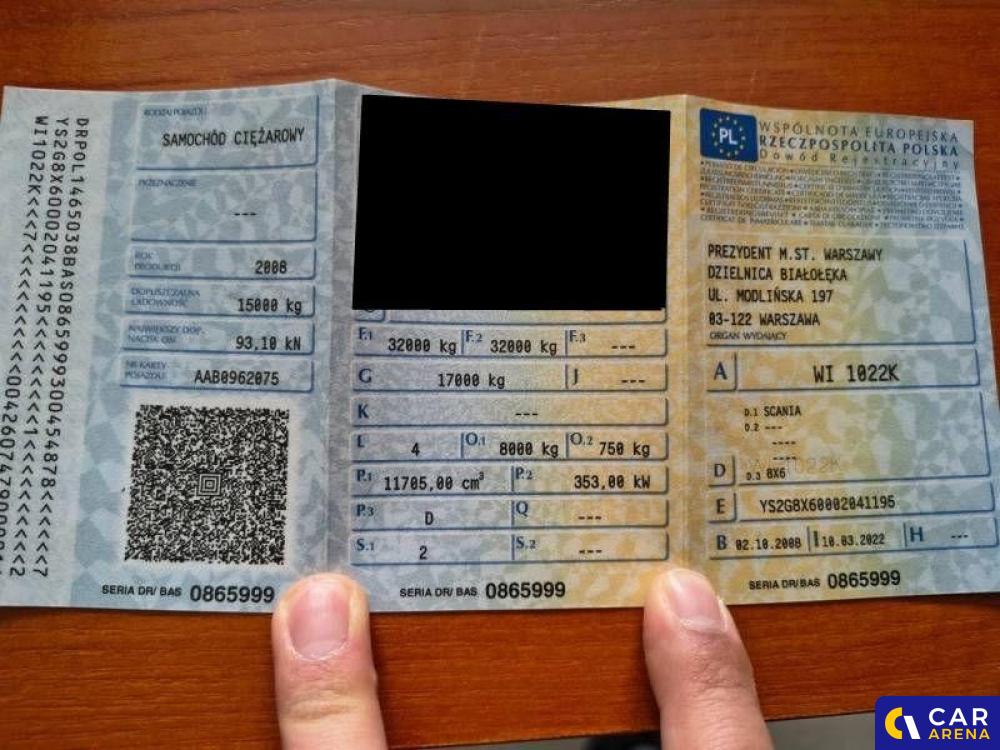 DRPOL1465038BAS0865999300454878<<<<<7
YS2G8X60002041195<<<<<<<<1<<<<<<<<<2
WI1022K<<<7<<<<<<<<<<<<<
RODZAJ POJAZDU
SAMOCHÓD CIĘŻAROWY
PRZEZNACZENIE
---
ROK
PRODUKCJI
2008
DOPUSZCZALNA
ŁADOWNOŚĆ
15000 kg
NAJWIĘKSZY DOP.
NACISK OSI
93,10 kN
NR KARTY
POJAZDU
AAB0962075
SERIA DR/ BAS 0865999
F.1 32000 kg F.2 32000 kg F.3 ---
G 17000 kg J ---
K ---
L 4 O.1 8000 kg O.2 750 kg
P.1 11705,00 cm³ P.2 353,00 kW
P.3 D Q ---
S.1 2 S.2 ---
SERIA DR/ BAS 0865999
PL
WSPÓLNOTA EUROPEJSKA
RZECZPOSPOLITA POLSKA
Dowód Rejestracyjny
PREZYDENT M.ST. WARSZAWY
DZIELNICA BIAŁOŁĘKA
UL. MODLIŃSKA 197
03-122 WARSZAWA
ORGAN WYDAJĄCY
A WI 1022K
D.1 SCANIA
D.2 ---
----
----
D D.3 8X6
E YS2G8X60002041195
B 02.10.2008 I 10.03.2022 H ---
SERIA DR/ BAS 0865999
CAR
ARENA